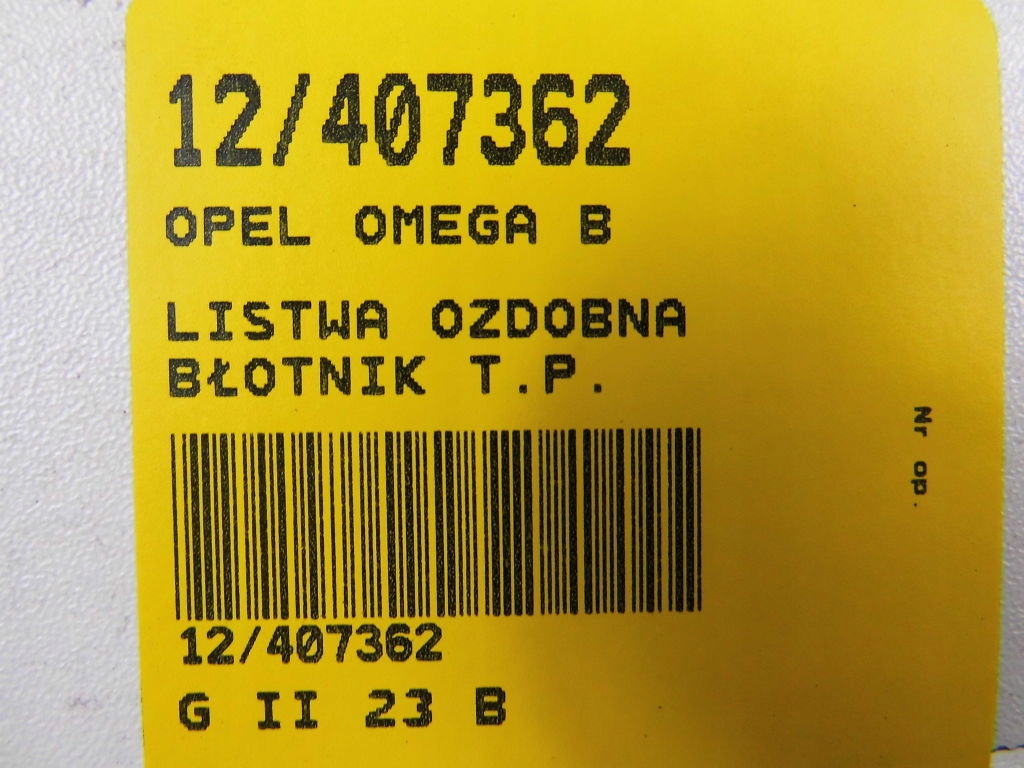 12/407362
OPEL OMEGA B
LISTWA OZDOBNA
BŁOTNIK T.P.
12/407362
G II 23 B
Nr op.